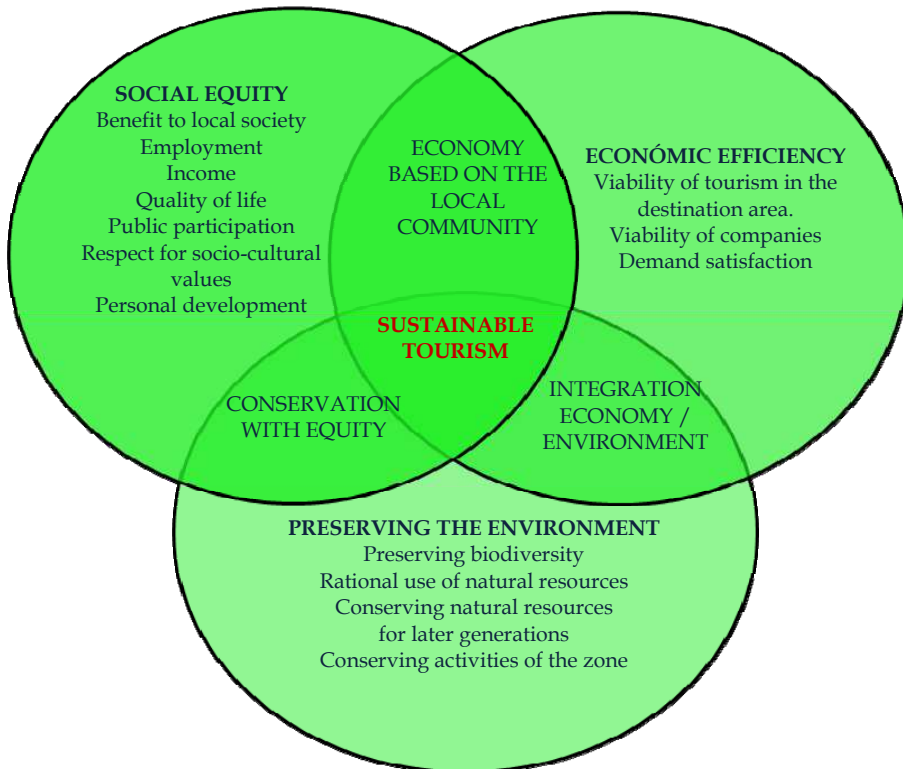 SOCIAL EQUITY
Benefit to local society
Employment
Income
Quality of life
Public participation
Respect for socio-cultural
values
Personal development
ECONOMY
BASED ON THE
LOCAL
COMMUNITY
ECONÓMIC EFFICIENCY
Viability of tourism in the
destination area.
Viability of companies
Demand satisfaction
SUSTAINABLE
TOURISM
CONSERVATION
WITH EQUITY
INTEGRATION
ECONOMY /
ENVIRONMENT
PRESERVING THE ENVIRONMENT
Preserving biodiversity
Rational use of natural resources
Conserving natural resources
for later generations
Conserving activities of the zone